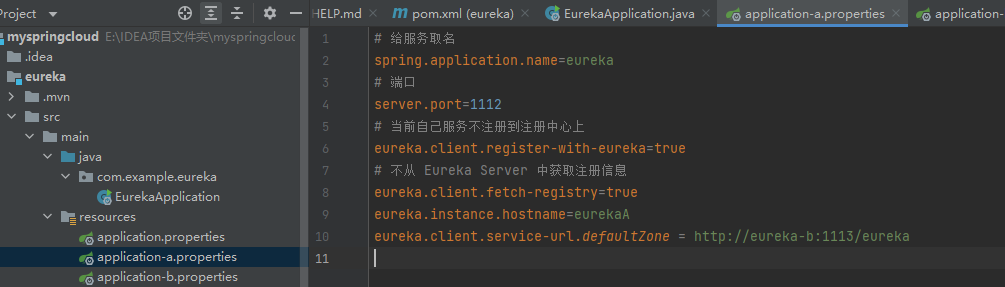 Project
HELP.md
pom.xml (eureka)
EurekaApplication.java
application-a.properties
application-
myspringcloud E:\IDEA项目文件夹\myspringcloud
.idea
eureka
.mvn
src
main
java
com.example.eureka
EurekaApplication
resources
application.properties
application-a.properties
application-b.properties
1 # 给服务取名
2 spring.application.name=eureka
3 # 端口
4 server.port=1112
5 # 当前自己服务不注册到注册中心上
6 eureka.client.register-with-eureka=true
7 # 不从 Eureka Server 中获取注册信息
8 eureka.client.fetch-registry=true
9 eureka.instance.hostname=eurekaA
10 eureka.client.service-url.defaultZone = http://eureka-b:1113/eureka
11